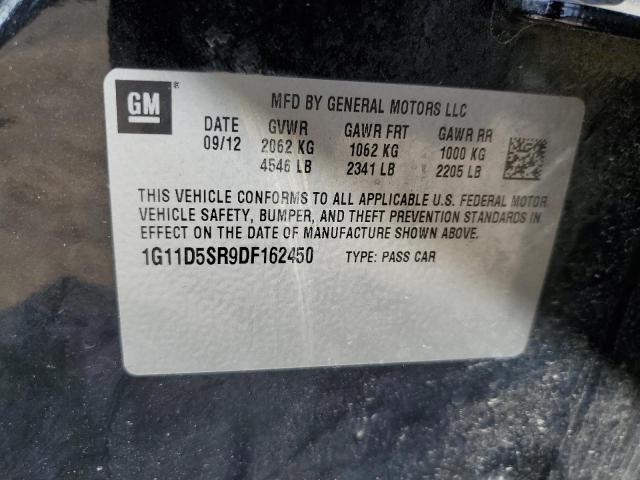 GM
MFD BY GENERAL MOTORS LLC
DATE GVWR GAWR FRT GAWR RR
09/12 2062 KG 1062 KG 1000 KG
4546 LB 2341 LB 2205 LB
THIS VEHICLE CONFORMS TO ALL APPLICABLE U.S. FEDERAL MOTOR
VEHICLE SAFETY, BUMPER, AND THEFT PREVENTION STANDARDS IN
EFFECT ON THE DATE OF MANUFACTURE SHOWN ABOVE.
1G11D5SR9DF162450 TYPE: PASS CAR